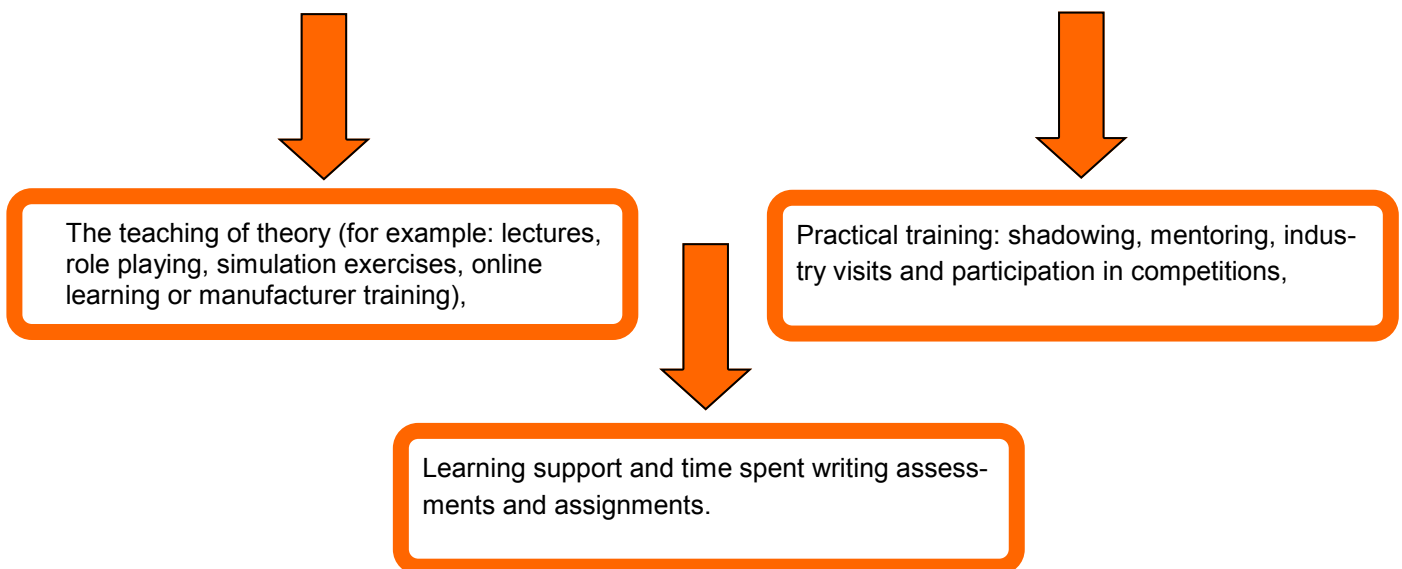 The teaching of theory (for example: lectures,
role playing, simulation exercises, online
learning or manufacturer training),
Practical training: shadowing, mentoring, indus-
try visits and participation in competitions,
Learning support and time spent writing assess-
ments and assignments.